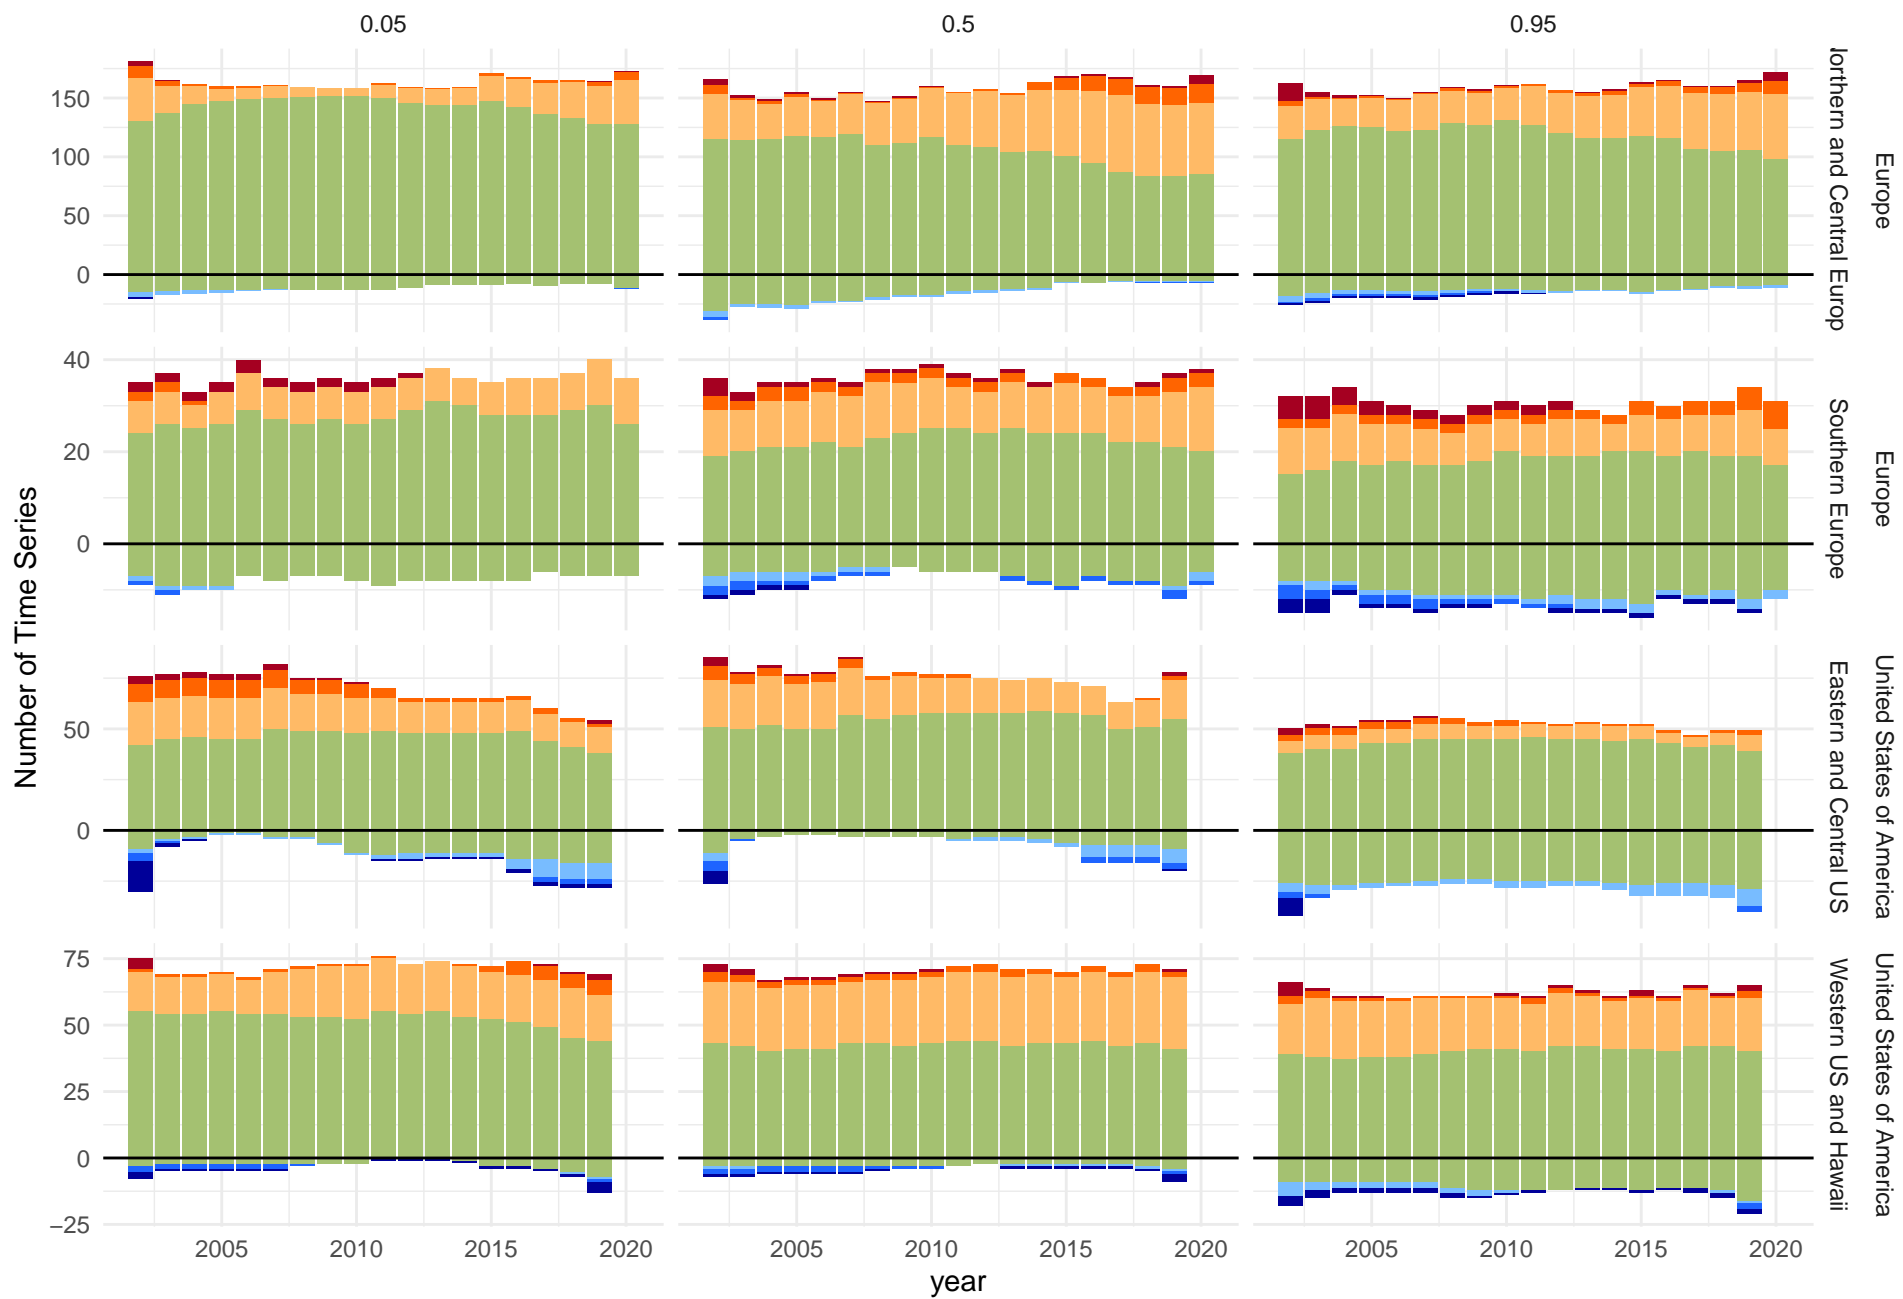 0.05
0.5
0.95
150
100
50
0
Northern and Central Europ
Europe
40
20
0
Southern Europe
Europe
50
0
Eastern and Central US
United States of America
75
50
25
0
−25
Western US and Hawaii
United States of America
Number of Time Series
2005
2010
2015
2020
2005
2010
2015
2020
2005
2010
2015
2020
year